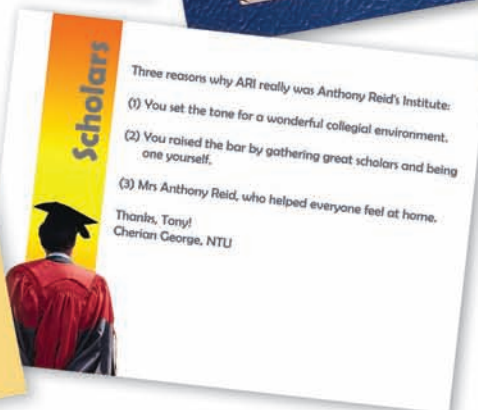 Scholars
Three reasons why ARI really was Anthony Reid's Institute:
(1) You set the tone for a wonderful collegial environment.
(2) You raised the bar by gathering great scholars and being
one yourself.
(3) Mrs Anthony Reid, who helped everyone feel at home.
Thanks, Tony!
Cherian George, NTU